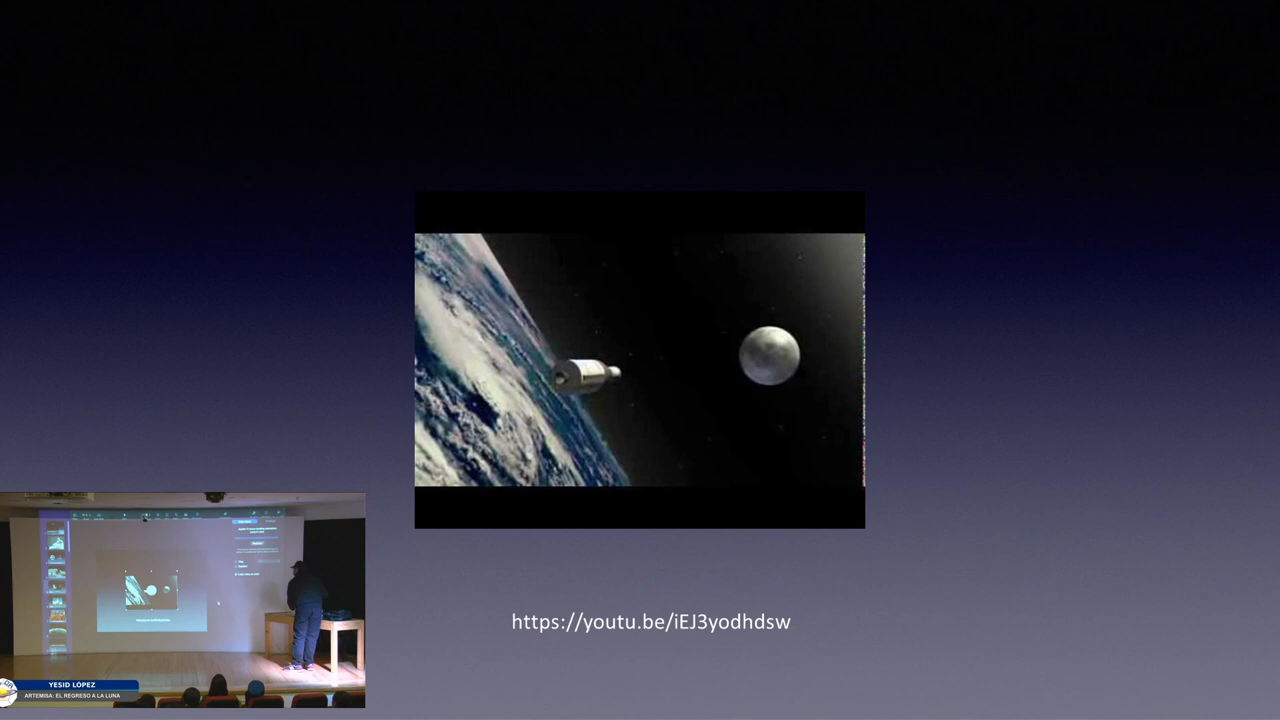 https://youtu.be/iEJ3yodhdsw
YESID LÓPEZ
ARTEMISA: EL REGRESO A LA LUNA